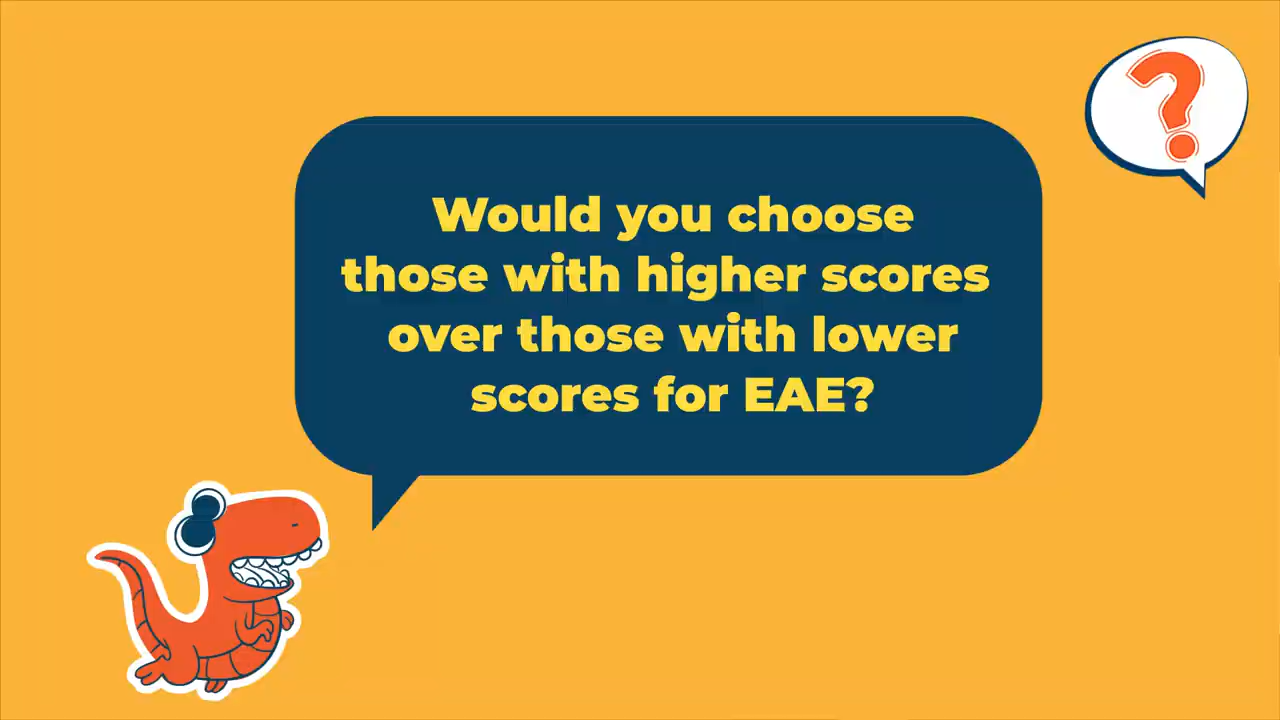 Would you choose
those with higher scores
over those with lower
scores for EAE?
?